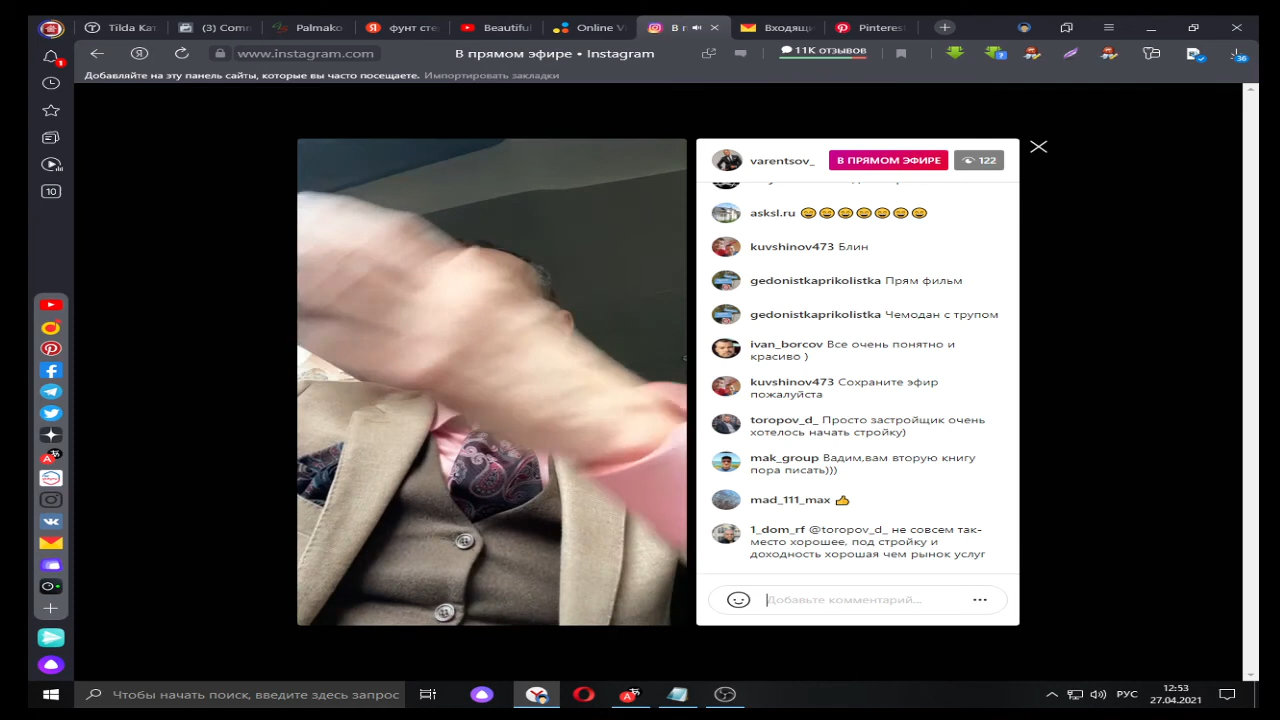 Tilda Kat
(3) Comm
Palmako
фунт сте
Beautiful
Online V
В п
Входящи
Pinterest
www.instagram.com
В прямом эфире • Instagram
11K отзывов
36
Добавляйте на эту панель сайты, которые вы часто посещаете. Импортировать закладки
10
varentsov_
В ПРЯМОМ ЭФИРЕ
122
asksl.ru
kuvshinov473 Блин
gedonistkaprikolistka Прям фильм
gedonistkaprikolistka Чемодан с трупом
ivan_borcov Все очень понятно и
красиво )
kuvshinov473 Сохраните эфир
пожалуйста
toropov_d_ Просто застройщик очень
хотелось начать стройку)
mak_group Вадим,вам вторую книгу
пора писать)))
mad_111_max
1_dom_rf @toropov_d_ не совсем так-
место хорошее, под стройку и
доходность хорошая чем рынок услуг
Добавьте комментарий...
Чтобы начать поиск, введите здесь запрос
РУС
12:53
27.04.2021